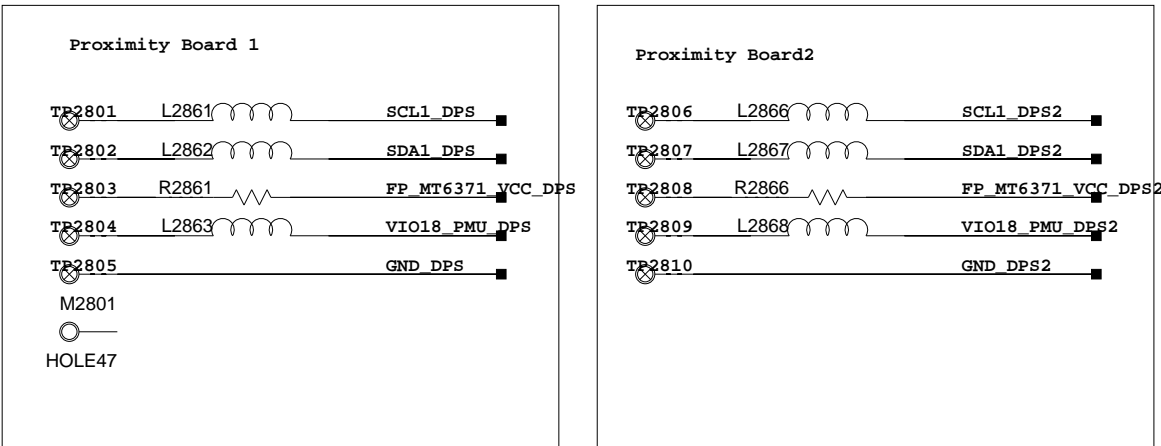 Proximity Board 1
TP2801 L2861 SCL1_DPS
TP2802 L2862 SDA1_DPS
TP2803 R2861 FP_MT6371_VCC_DPS
TP2804 L2863 VIO18_PMU_DPS
TP2805 GND_DPS
M2801
HOLE47
Proximity Board2
TP2806 L2866 SCL1_DPS2
TP2807 L2867 SDA1_DPS2
TP2808 R2866 FP_MT6371_VCC_DPS2
TP2809 L2868 VIO18_PMU_DPS2
TP2810 GND_DPS2